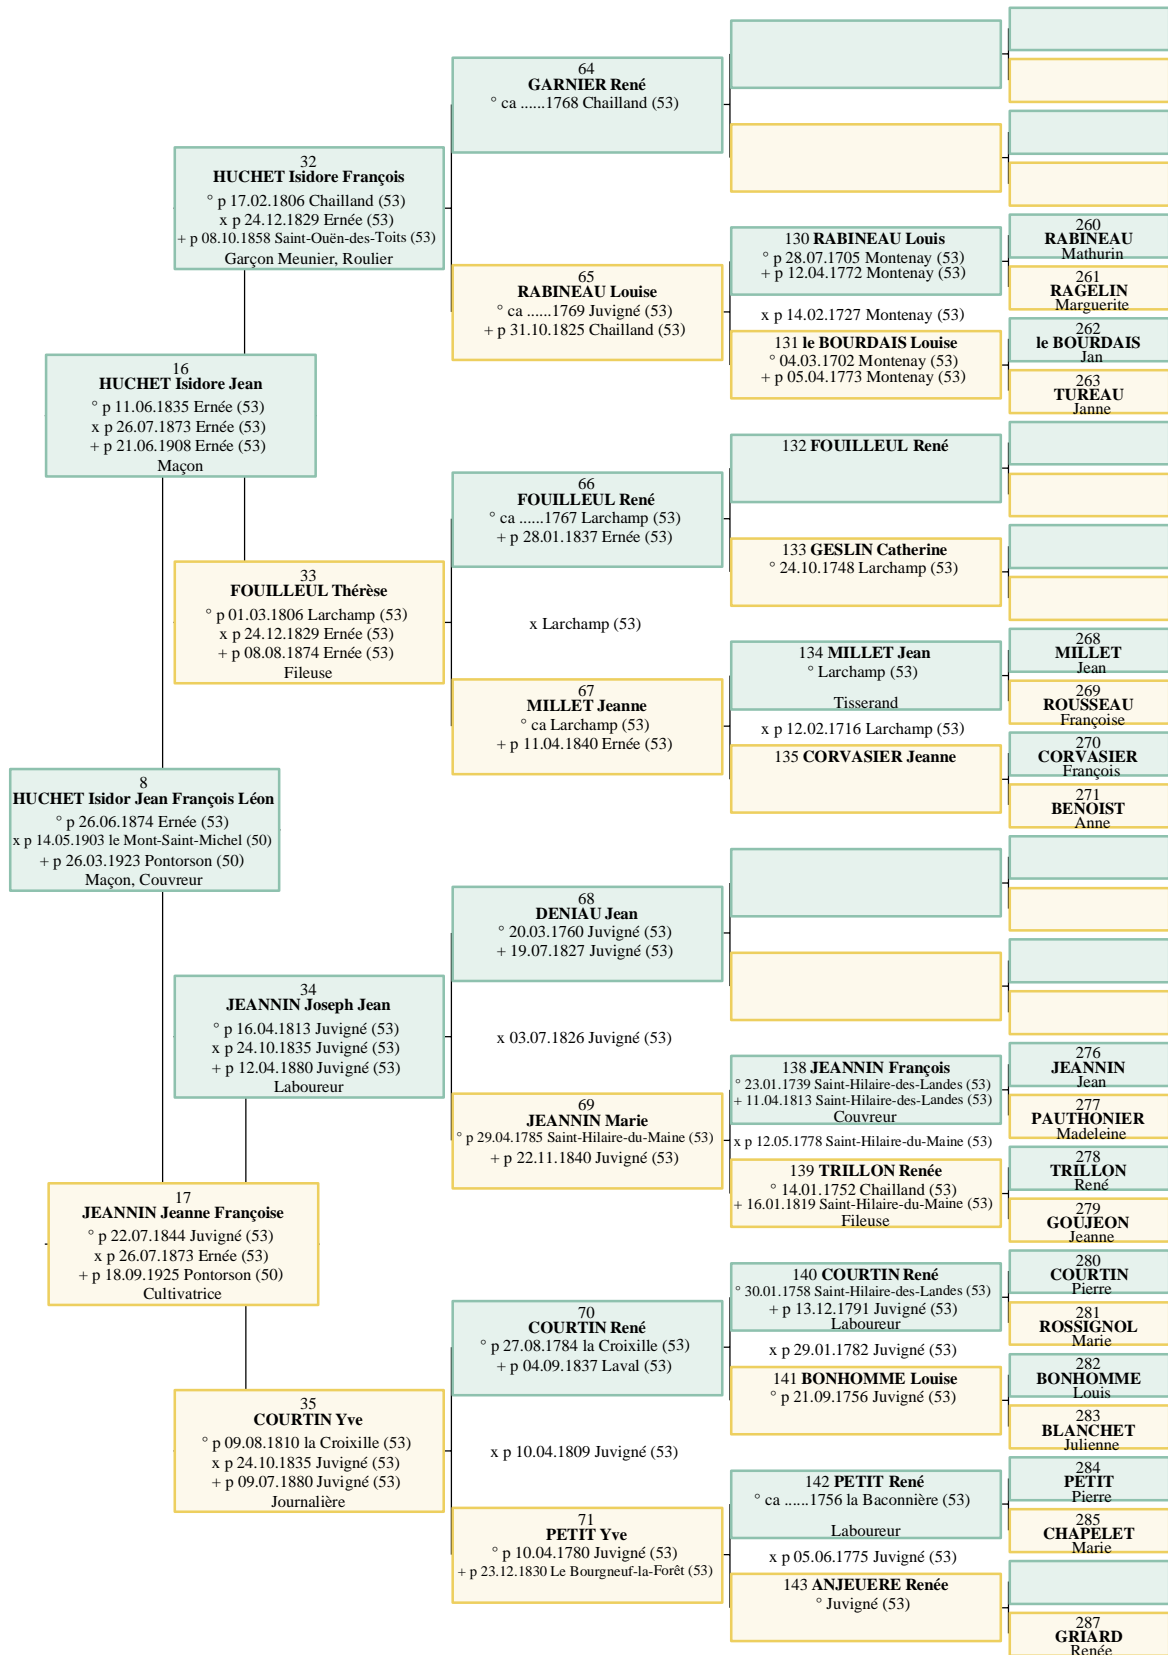 8
HUCHET Isidor Jean François Léon
° p 26.06.1874 Ernée (53)
x p 14.05.1903 le Mont-Saint-Michel (50)
+ p 26.03.1923 Pontorson (50)
Maçon, Couvreur
16
HUCHET Isidore Jean
° p 11.06.1835 Ernée (53)
x p 26.07.1873 Ernée (53)
+ p 21.06.1908 Ernée (53)
Maçon
17
JEANNIN Jeanne Françoise
° p 22.07.1844 Juvigné (53)
x p 26.07.1873 Ernée (53)
+ p 18.09.1925 Pontorson (50)
Cultivatrice
32
HUCHET Isidore François
° p 17.02.1806 Chailland (53)
x p 24.12.1829 Ernée (53)
+ p 08.10.1858 Saint-Ouën-des-Toits (53)
Garçon Meunier, Roulier
33
FOUILLEUL Thérèse
° p 01.03.1806 Larchamp (53)
x p 24.12.1829 Ernée (53)
+ p 08.08.1874 Ernée (53)
Fileuse
34
JEANNIN Joseph Jean
° p 16.04.1813 Juvigné (53)
x p 24.10.1835 Juvigné (53)
+ p 12.04.1880 Juvigné (53)
Laboureur
35
COURTIN Yve
° p 09.08.1810 la Croixille (53)
x p 24.10.1835 Juvigné (53)
+ p 09.07.1880 Juvigné (53)
Journalière
64
GARNIER René
° ca ......1768 Chailland (53)
65
RABINEAU Louise
° ca ......1769 Juvigné (53)
+ p 31.10.1825 Chailland (53)
66
FOUILLEUL René
° ca ......1767 Larchamp (53)
+ p 28.01.1837 Ernée (53)
x Larchamp (53)
67
MILLET Jeanne
° ca Larchamp (53)
+ p 11.04.1840 Ernée (53)
68
DENIAU Jean
° 20.03.1760 Juvigné (53)
+ 19.07.1827 Juvigné (53)
x 03.07.1826 Juvigné (53)
69
JEANNIN Marie
° p 29.04.1785 Saint-Hilaire-du-Maine (53)
+ p 22.11.1840 Juvigné (53)
70
COURTIN René
° p 27.08.1784 la Croixille (53)
+ p 04.09.1837 Laval (53)
x p 10.04.1809 Juvigné (53)
71
PETIT Yve
° p 10.04.1780 Juvigné (53)
+ p 23.12.1830 Le Bourgneuf-la-Forêt (53)
130 RABINEAU Louis
° p 28.07.1705 Montenay (53)
+ p 12.04.1772 Montenay (53)
x p 14.02.1727 Montenay (53)
131 le BOURDAIS Louise
° 04.03.1702 Montenay (53)
+ p 05.04.1773 Montenay (53)
132 FOUILLEUL René
133 GESLIN Catherine
° 24.10.1748 Larchamp (53)
134 MILLET Jean
° Larchamp (53)
Tisserand
x p 12.02.1716 Larchamp (53)
135 CORVASIER Jeanne
138 JEANNIN François
° 23.01.1739 Saint-Hilaire-des-Landes (53)
+ 11.04.1813 Saint-Hilaire-des-Landes (53)
Couvreur
x p 12.05.1778 Saint-Hilaire-du-Maine (53)
139 TRILLON Renée
° 14.01.1752 Chailland (53)
+ 16.01.1819 Saint-Hilaire-du-Maine (53)
Fileuse
140 COURTIN René
° 30.01.1758 Saint-Hilaire-des-Landes (53)
+ p 13.12.1791 Juvigné (53)
Laboureur
x p 29.01.1782 Juvigné (53)
141 BONHOMME Louise
° p 21.09.1756 Juvigné (53)
142 PETIT René
° ca ......1756 la Baconnière (53)
Laboureur
x p 05.06.1775 Juvigné (53)
143 ANJEUERE Renée
° Juvigné (53)
260
RABINEAU
Mathurin
261
RAGELIN
Marguerite
262
le BOURDAIS
Jan
263
TUREAU
Janne
268
MILLET
Jean
269
ROUSSEAU
Françoise
270
CORVASIER
François
271
BENOIST
Anne
276
JEANNIN
Jean
277
PAUTHONIER
Madeleine
278
TRILLON
René
279
GOUJEON
Jeanne
280
COURTIN
Pierre
281
ROSSIGNOL
Marie
282
BONHOMME
Louis
283
BLANCHET
Julienne
284
PETIT
Pierre
285
CHAPELET
Marie
287
GRIARD
Renée